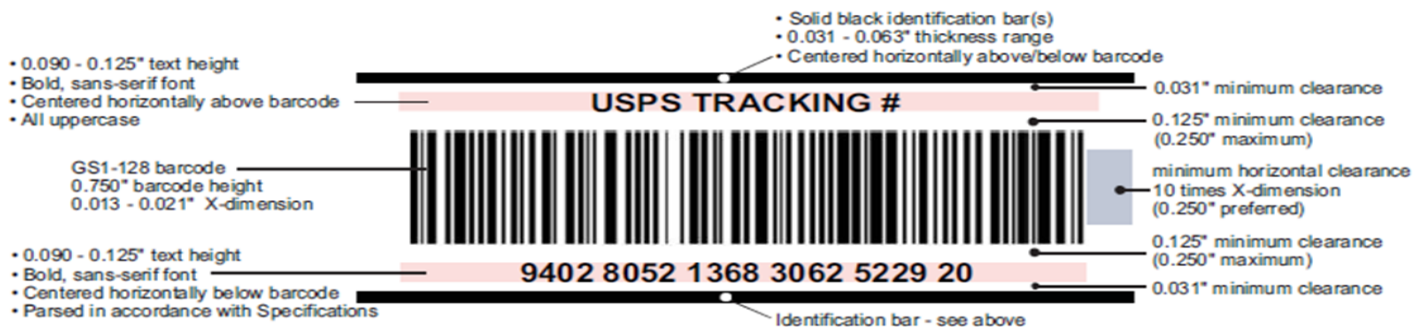 • Solid black identification bar(s)
• 0.031 - 0.063" thickness range
• Centered horizontally above/below barcode
• 0.090 - 0.125" text height
• Bold, sans-serif font
• Centered horizontally above barcode
• All uppercase
0.031" minimum clearance
USPS TRACKING #
0.125" minimum clearance
(0.250" maximum)
GS1-128 barcode
0.750" barcode height
0.013 - 0.021" X-dimension
minimum horizontal clearance
10 times X-dimension
(0.250" preferred)
0.125" minimum clearance
(0.250" maximum)
• 0.090 - 0.125" text height
• Bold, sans-serif font
• Centered horizontally below barcode
• Parsed in accordance with Specifications
9402 8052 1368 3062 5229 20
0.031" minimum clearance
Identification bar - see above